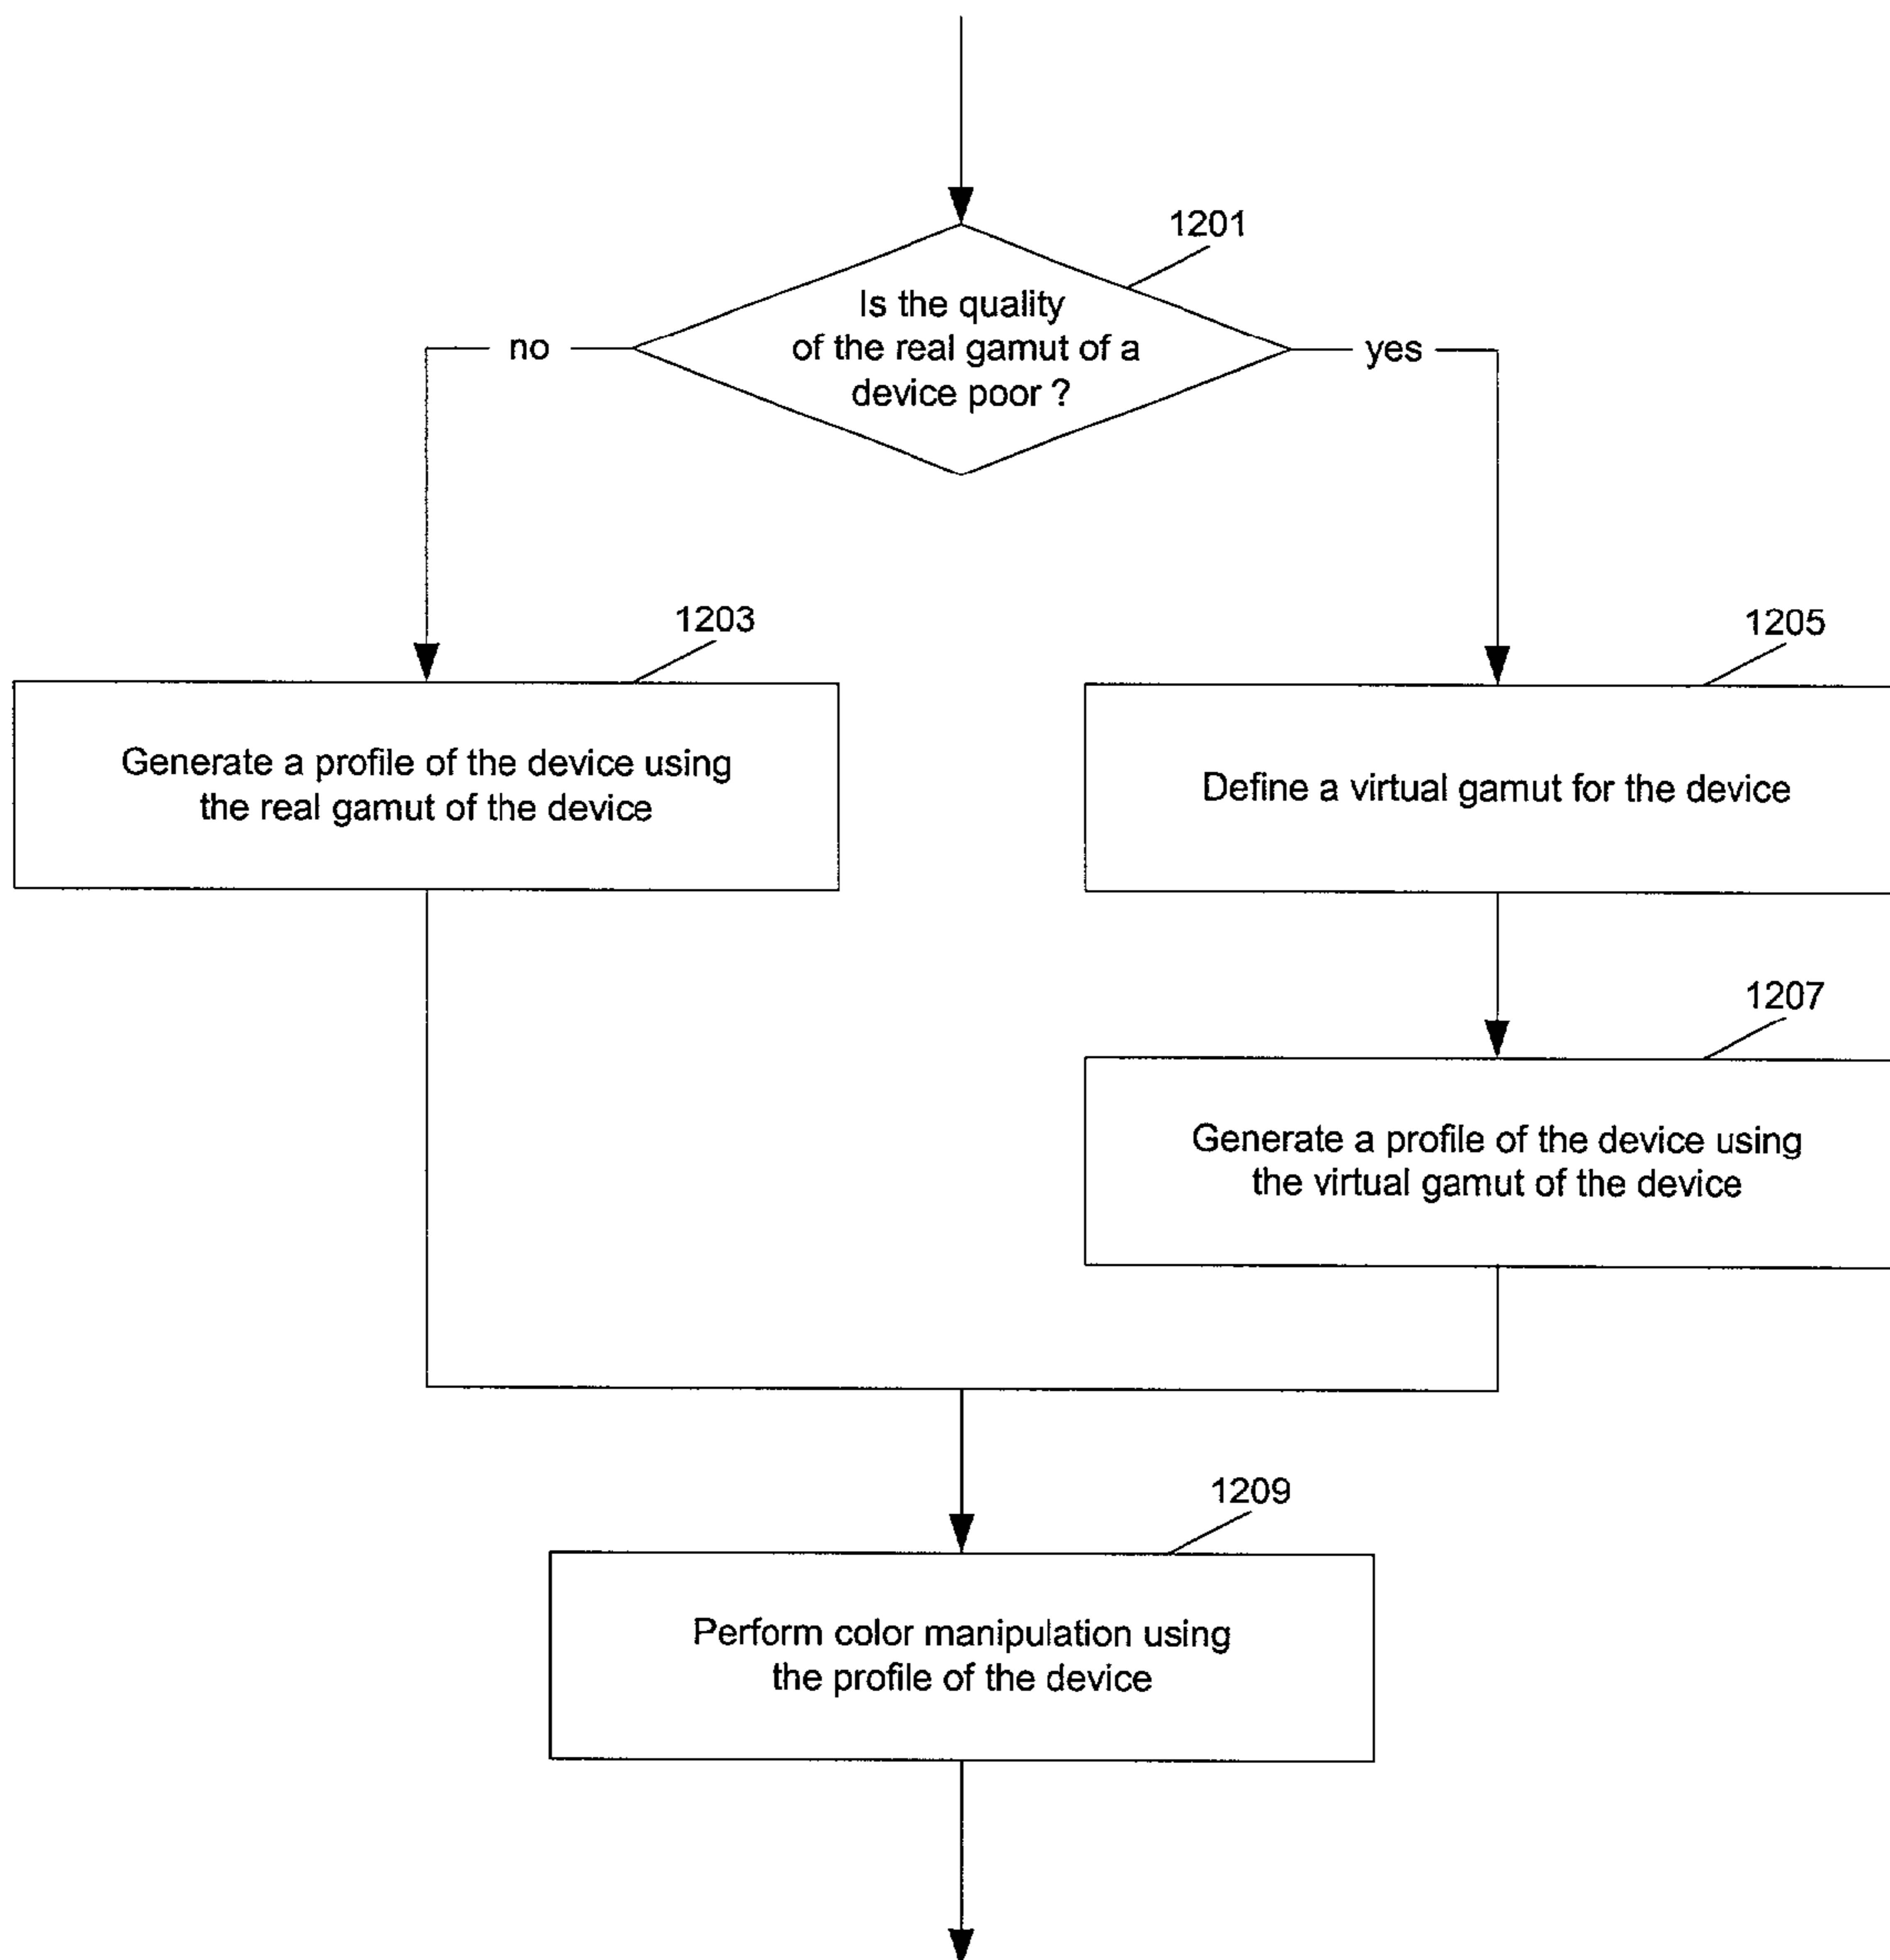 1201
Is the quality
of the real gamut of a
device poor ?
no
yes
1203
Generate a profile of the device using
the real gamut of the device
1205
Define a virtual gamut for the device
1207
Generate a profile of the device using
the virtual gamut of the device
1209
Perform color manipulation using
the profile of the device